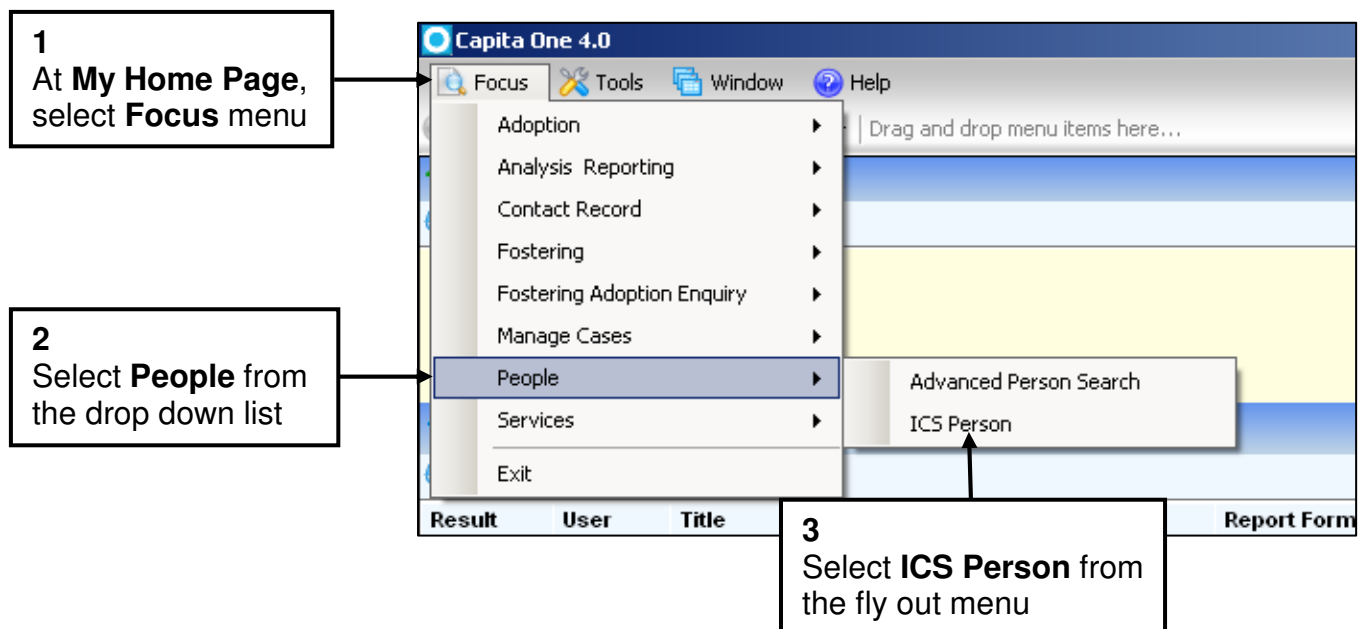 1
At My Home Page,
select Focus menu
Capita One 4.0
Focus Tools Window Help
Adoption
Drag and drop menu items here...
Analysis Reporting
Contact Record
Fostering
Fostering Adoption Enquiry
Manage Cases
2
Select People from
the drop down list
People
Advanced Person Search
Services
ICS Person
Exit
Result User Title
Report Form
3
Select ICS Person from
the fly out menu